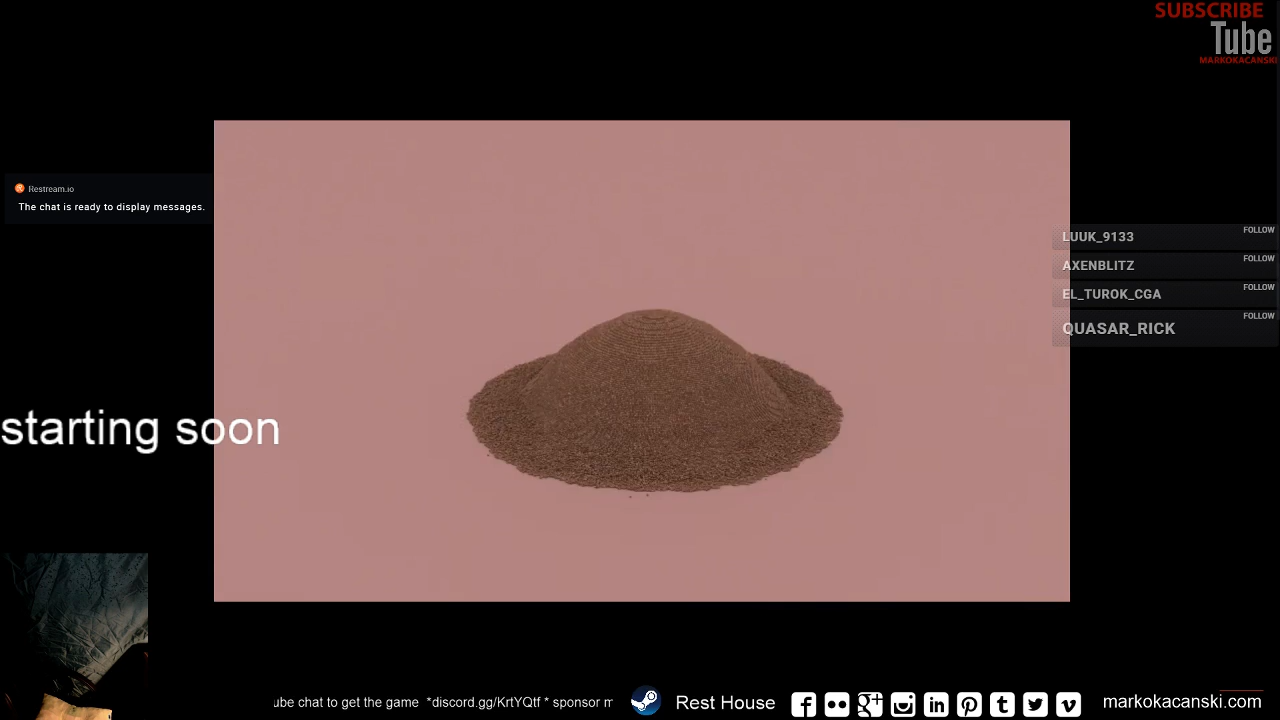 SUBSCRIBE
Tube
MARKOKACANSKI
Restream.io
The chat is ready to display messages.
LUUK_9133 FOLLOW
AXENBLITZ FOLLOW
EL_TUROK_CGA FOLLOW
QUASAR_RICK FOLLOW
starting soon
ube chat to get the game *discord.gg/KrtYQtf * sponsor
Rest House
markokacanski.com